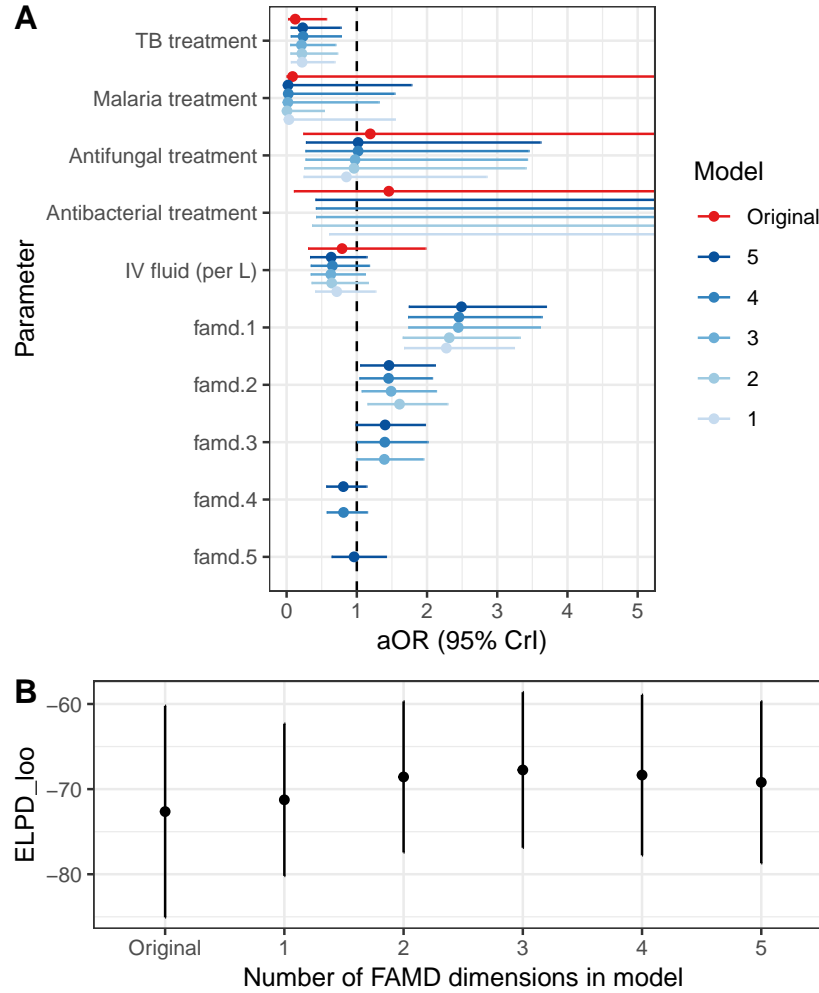 A
TB treatment
Malaria treatment
Antifungal treatment
Antibacterial treatment
IV fluid (per L)
famd.1
famd.2
famd.3
famd.4
famd.5
Parameter
0 1 2 3 4 5
aOR (95% CrI)
Model
Original
5
4
3
2
1
B
−60
−70
−80
ELPD_loo
Original 1 2 3 4 5
Number of FAMD dimensions in model